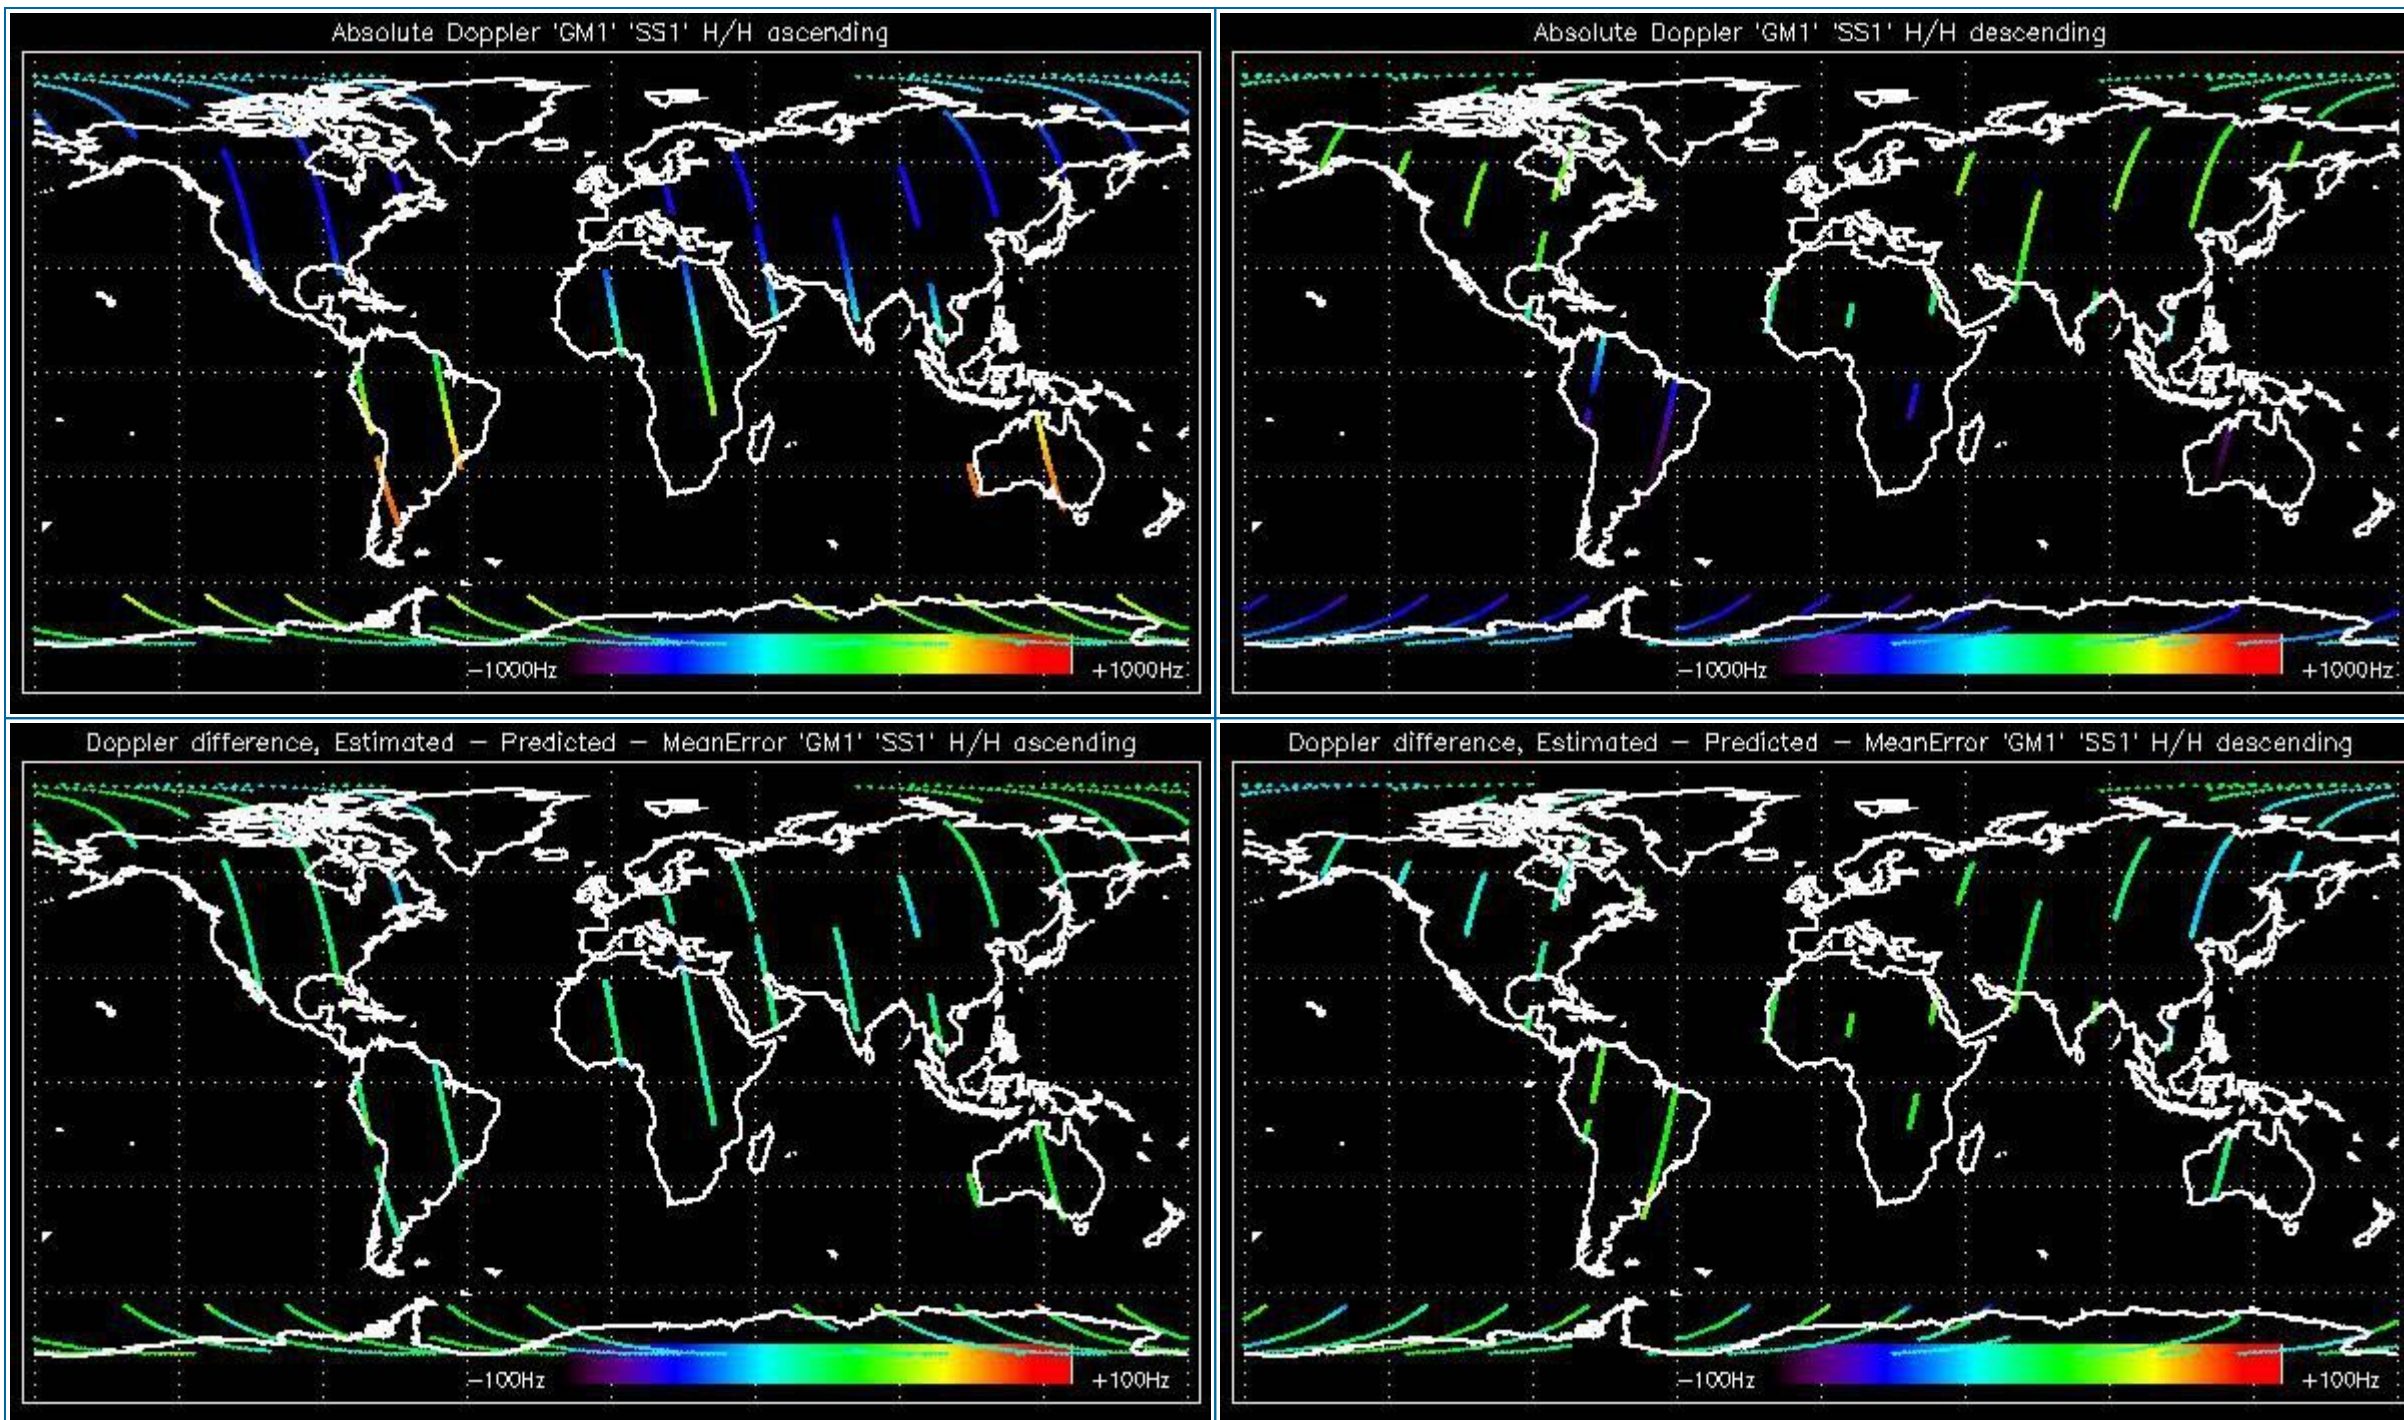 Absolute Doppler 'GM1' 'SS1' H/H ascending
−1000Hz
+1000Hz
Absolute Doppler 'GM1' 'SS1' H/H descending
−1000Hz
+1000Hz
Doppler difference, Estimated − Predicted − MeanError 'GM1' 'SS1' H/H ascending
−100Hz
+100Hz
Doppler difference, Estimated − Predicted − MeanError 'GM1' 'SS1' H/H descending
−100Hz
+100Hz